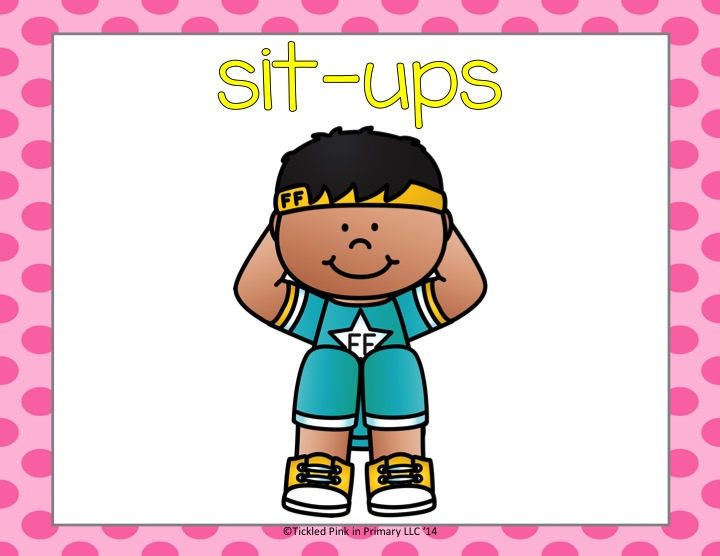 sit-ups
FF
FF
©Tickled Pink in Primary LLC '14